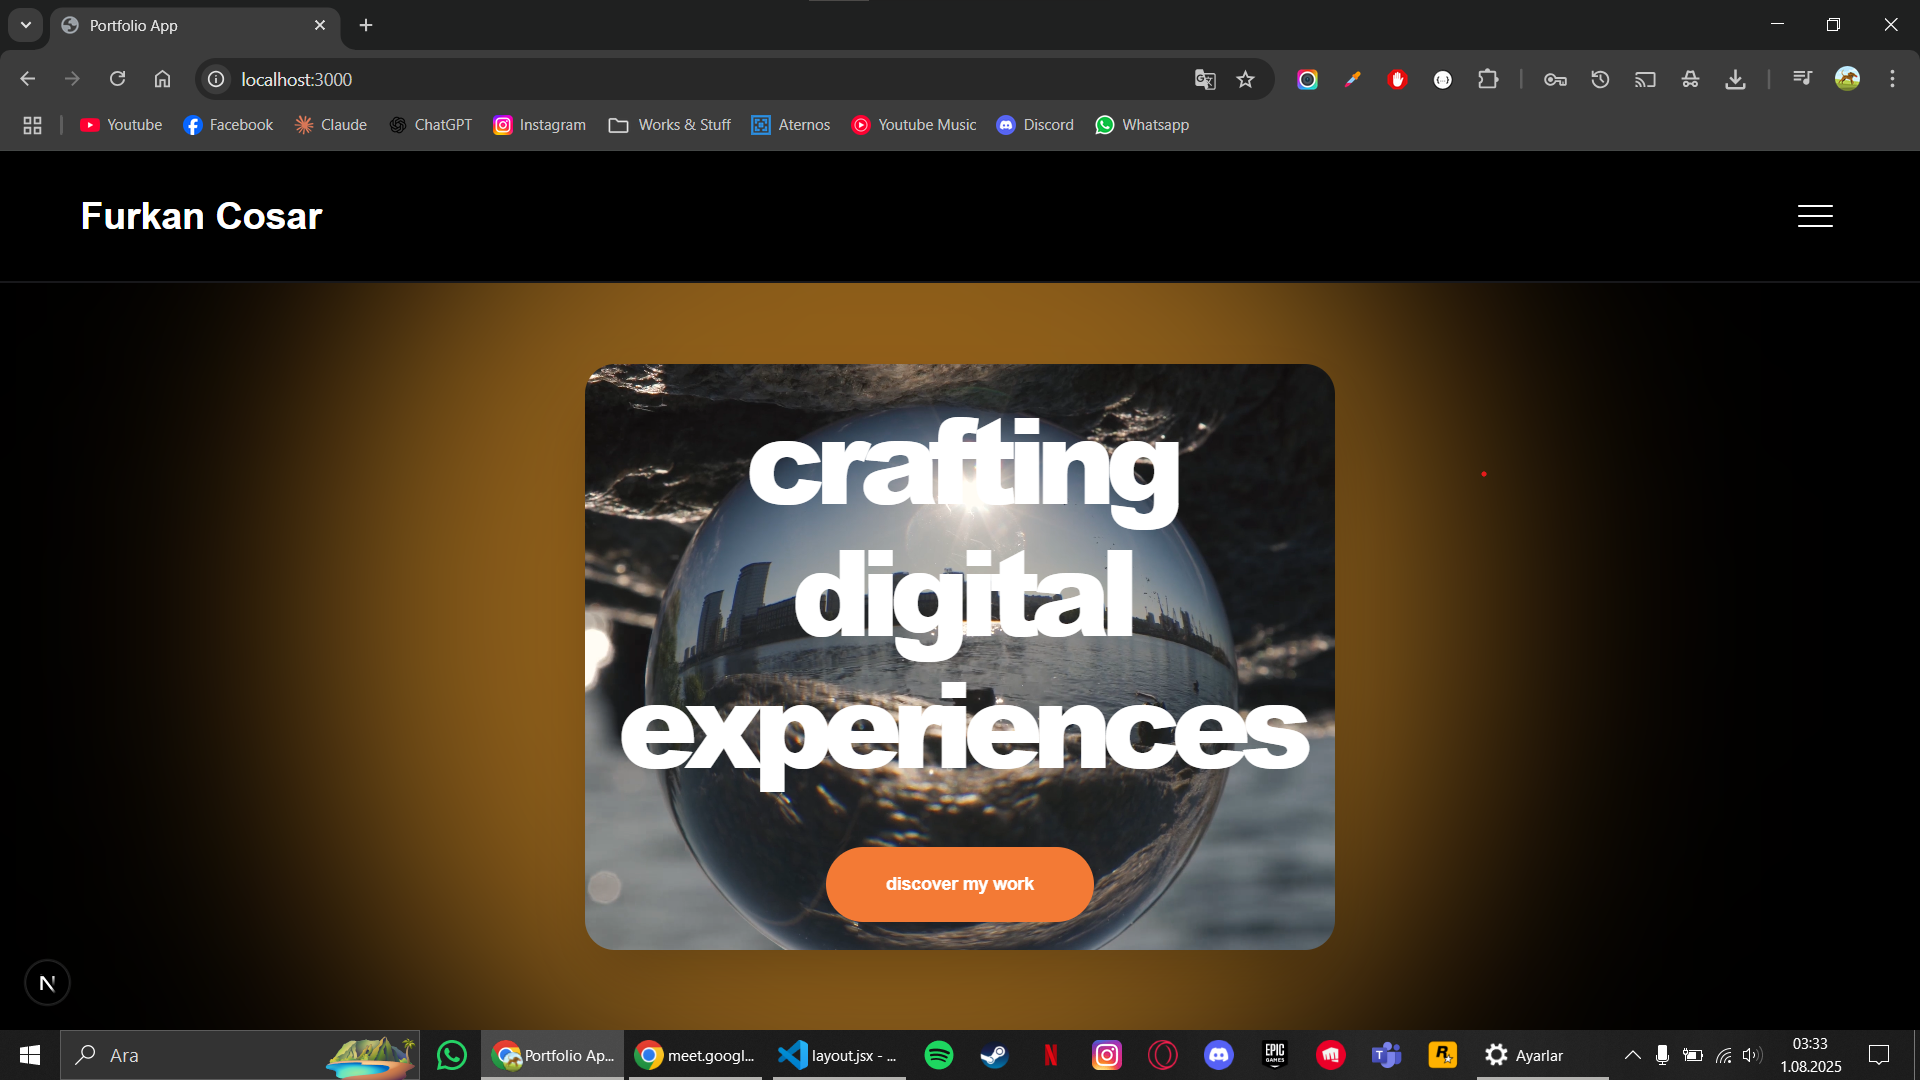 Portfolio App
localhost:3000
Youtube
Facebook
Claude
ChatGPT
Instagram
Works & Stuff
Aternos
Youtube Music
Discord
Whatsapp
Furkan Cosar
crafting
digital
experiences
discover my work
N
Ara
Portfolio Ap...
meet.googl...
layout.jsx - ...
N
EPIC
GAMES
Ayarlar
03:33
1.08.2025